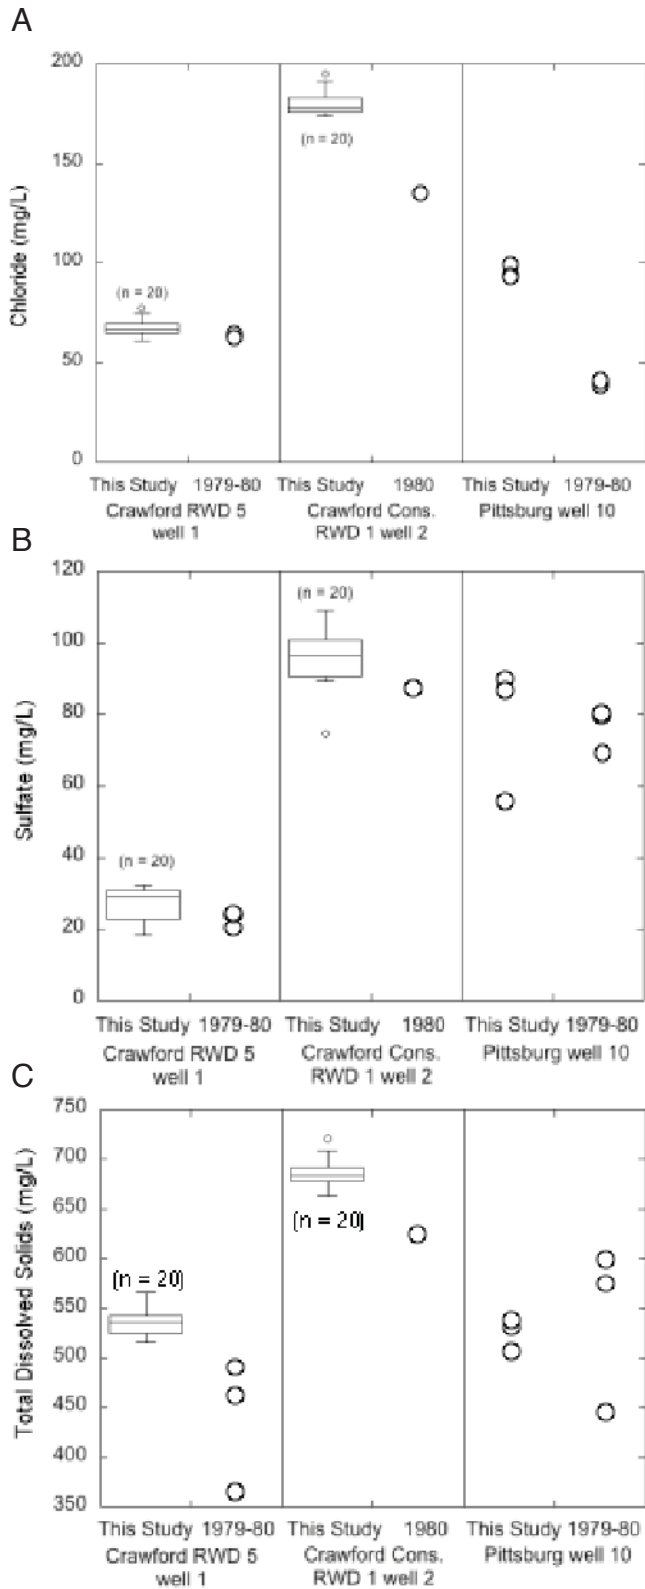 A
Chloride (mg/L)
200
150
100
50
0
(n = 20)
(n = 20)
This Study 1979-80 This Study 1980 This Study 1979-80
Crawford RWD 5 Crawford Cons. Pittsburg well 10
well 1 RWD 1 well 2
B
Sulfate (mg/L)
120
100
80
60
40
20
0
(n = 20)
(n = 20)
This Study 1979-80 This Study 1980 This Study 1979-80
Crawford RWD 5 Crawford Cons. Pittsburg well 10
well 1 RWD 1 well 2
C
Total Dissolved Solids (mg/L)
750
700
650
600
550
500
450
400
350
(n = 20)
(n = 20)
This Study 1979-80 This Study 1980 This Study 1979-80
Crawford RWD 5 Crawford Cons. Pittsburg well 10
well 1 RWD 1 well 2